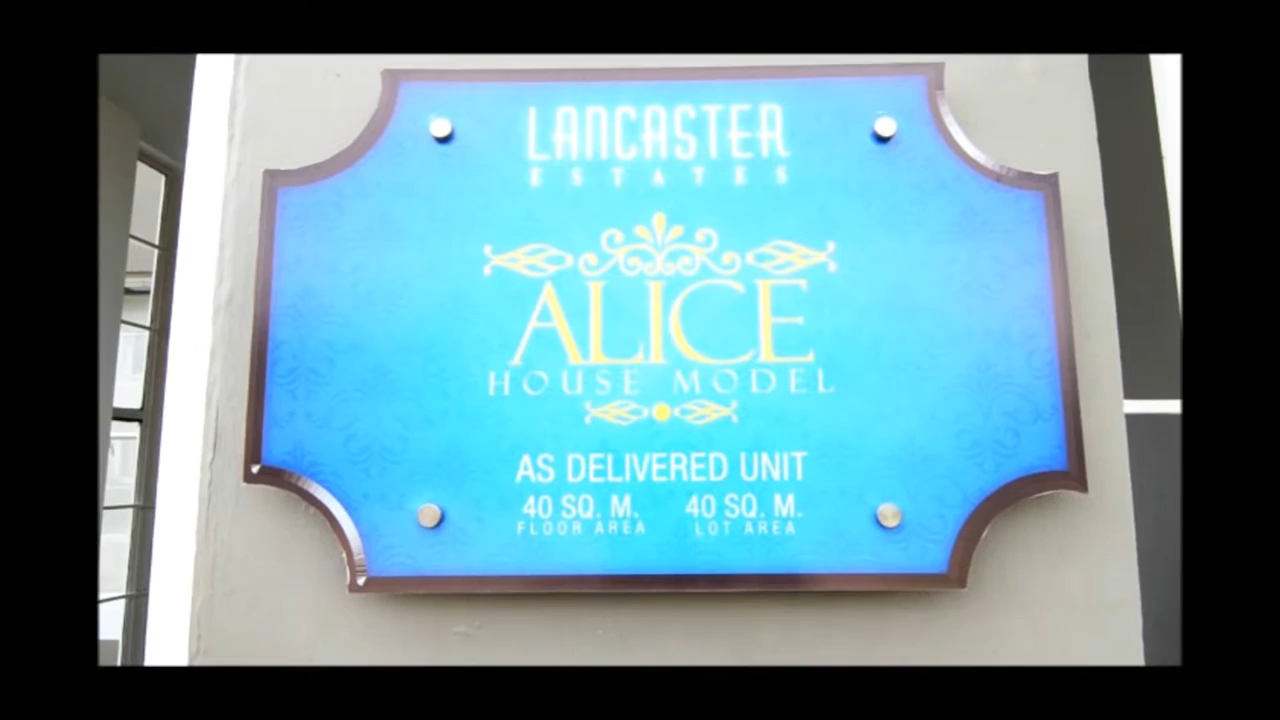 LANCASTER
ESTATES
ALICE
HOUSE MODEL
AS DELIVERED UNIT
40 SQ. M. 40 SQ. M.
FLOOR AREA LOT AREA